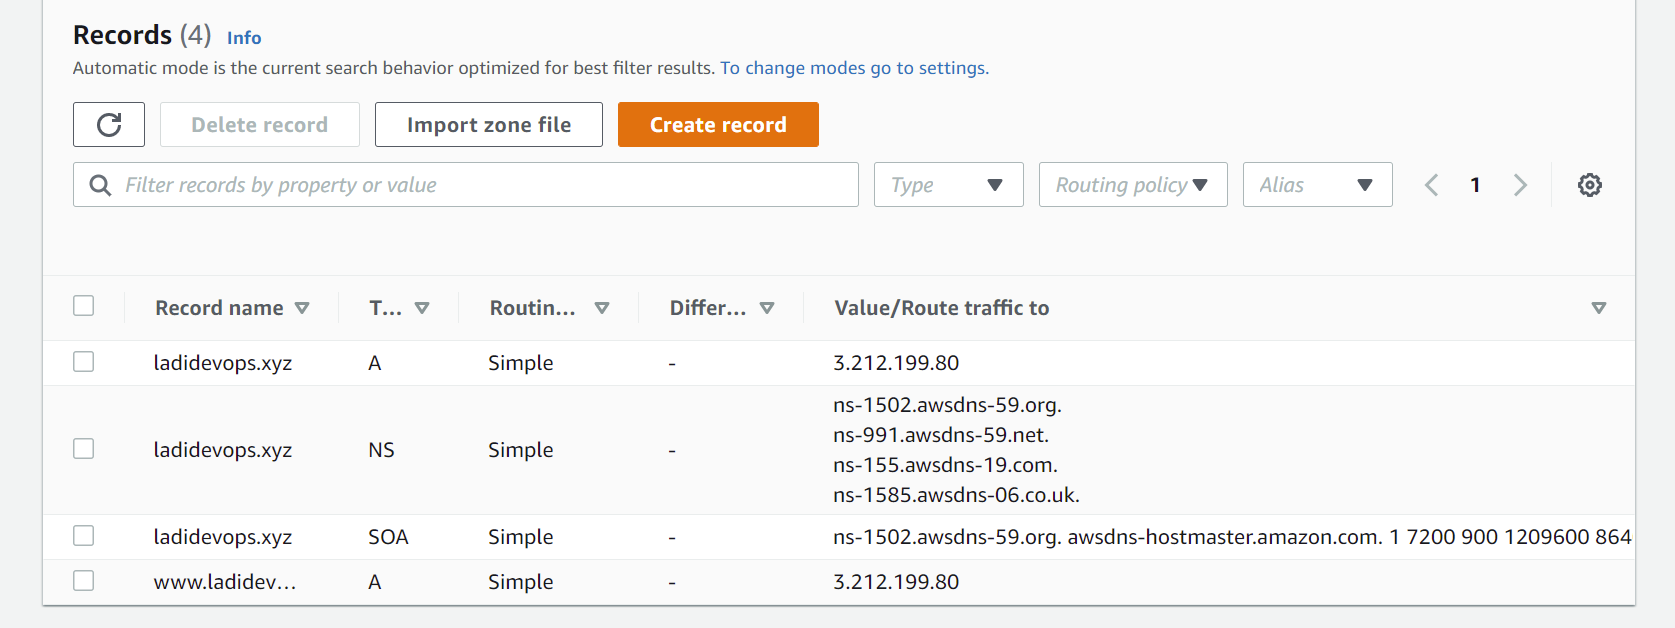 Records (4) Info
Automatic mode is the current search behavior optimized for best filter results. To change modes go to settings.
Delete record Import zone file Create record
Filter records by property or value Type Routing policy Alias 1
Record name T... Routin... Differ... Value/Route traffic to
ladidevops.xyz A Simple - 3.212.199.80
ladidevops.xyz NS Simple - ns-1502.awsdns-59.org.
ns-991.awsdns-59.net.
ns-155.awsdns-19.com.
ns-1585.awsdns-06.co.uk.
ladidevops.xyz SOA Simple - ns-1502.awsdns-59.org. awsdns-hostmaster.amazon.com. 1 7200 900 1209600 864
www.ladidev... A Simple - 3.212.199.80